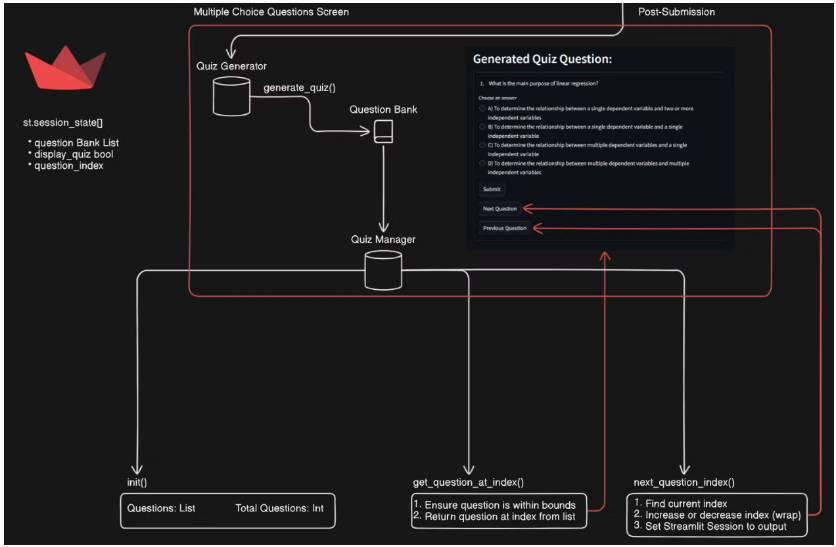 Multiple Choice Questions Screen
Post-Submission
Quiz Generator
generate_quiz()
Question Bank
st.session_state[]
• question Bank List
• display_quiz bool
• question_index
Generated Quiz Question:
1. What is the main purpose of linear regression?
Choose an answer
A) To determine the relationship between a single dependent variable and two or more
independent variables
B) To determine the relationship between a single dependent variable and a single
independent variable
C) To determine the relationship between multiple dependent variables and a single
independent variable
D) To determine the relationship between multiple dependent variables and multiple
independent variables
Submit
Next Question
Previous Question
Quiz Manager
init()
Questions: List Total Questions: Int
get_question_at_index()
1. Ensure question is within bounds
2. Return question at index from list
next_question_index()
1. Find current index
2. Increase or decrease index (wrap)
3. Set Streamlit Session to output